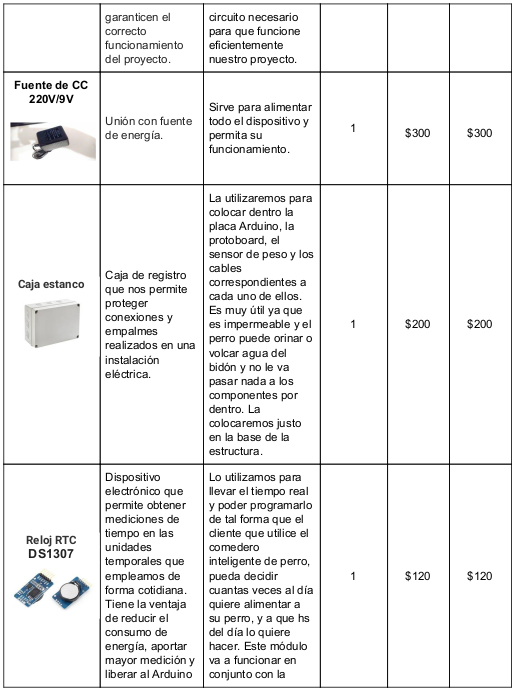 garanticen el
correcto
funcionamiento
del proyecto.
circuito necesario
para que funcione
eficientemente
nuestro proyecto.
Fuente de CC
220V/9V
Unión con fuente
de energía.
Sirve para alimentar
todo el dispositivo y
permita su
funcionamiento.
1
$300
$300
Caja estanco
Caja de registro
que nos permite
proteger
conexiones y
empalmes
realizados en una
instalación
eléctrica.
La utilizaremos para
colocar dentro la
placa Arduino, la
protoboard, el
sensor de peso y los
cables
correspondientes a
cada uno de ellos.
Es muy útil ya que
es impermeable y el
perro puede orinar o
volcar agua del
bidón y no le va
pasar nada a los
componentes por
dentro. La
colocaremos justo
en la base de la
estructura.
1
$200
$200
Reloj RTC
DS1307
Dispositivo
electrónico que
permite obtener
mediciones de
tiempo en las
unidades
temporales que
empleamos de
forma cotidiana.
Tiene la ventaja
de reducir el
consumo de
energía, aportar
mayor medición y
liberar al Arduino
Lo utilizamos para
llevar el tiempo real
y poder programarlo
de tal forma que el
cliente que utilice el
comedero
inteligente de perro,
pueda decidir
cuantas veces al día
quiere alimentar a
su perro, y a que hs
del día lo quiere
hacer. Este módulo
va a funcionar en
conjunto con la
1
$120
$120